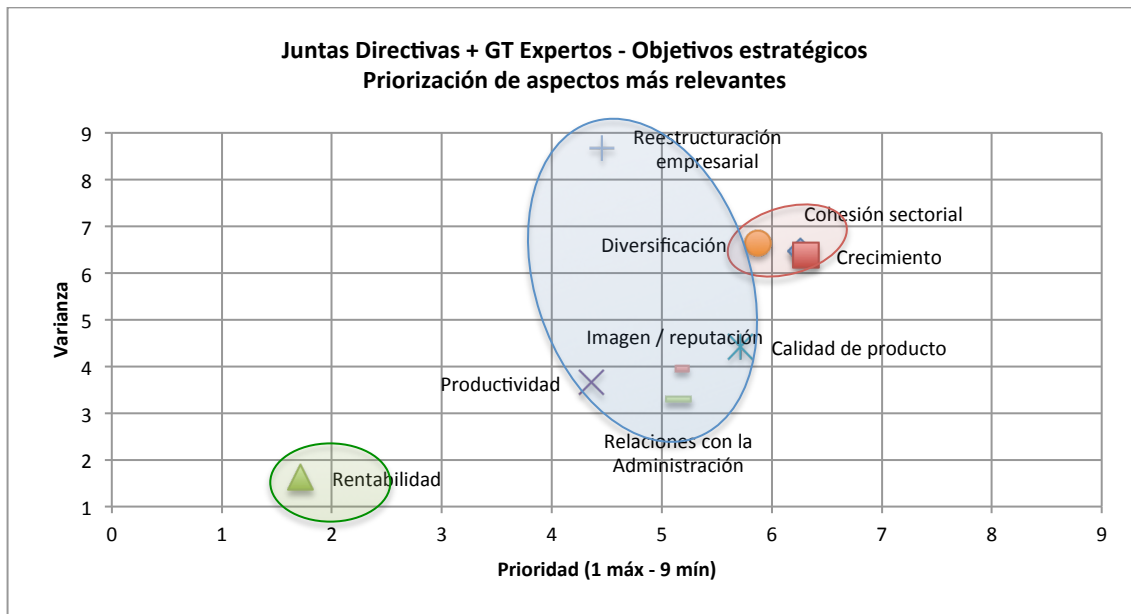 Juntas Directivas + GT Expertos - Objetivos estratégicos
Priorización de aspectos más relevantes
9
8
7
6
5
4
3
2
1
Varianza
Reestructuración
empresarial
Cohesión sectorial
Diversificación
Crecimiento
Imagen / reputación
Calidad de producto
Productividad
Relaciones con la
Administración
Rentabilidad
0 1 2 3 4 5 6 7 8 9
Prioridad (1 máx - 9 mín)